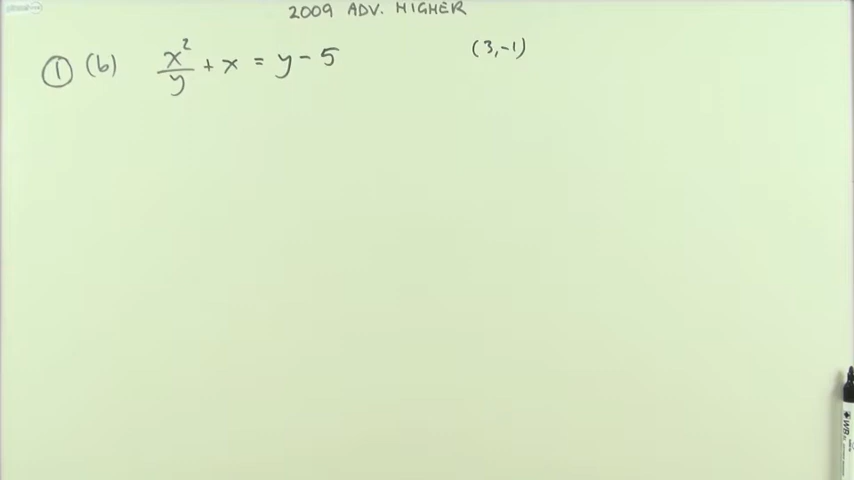 2009 ADV. HIGHER
① (b) x²/y + x = y - 5 (3,-1)